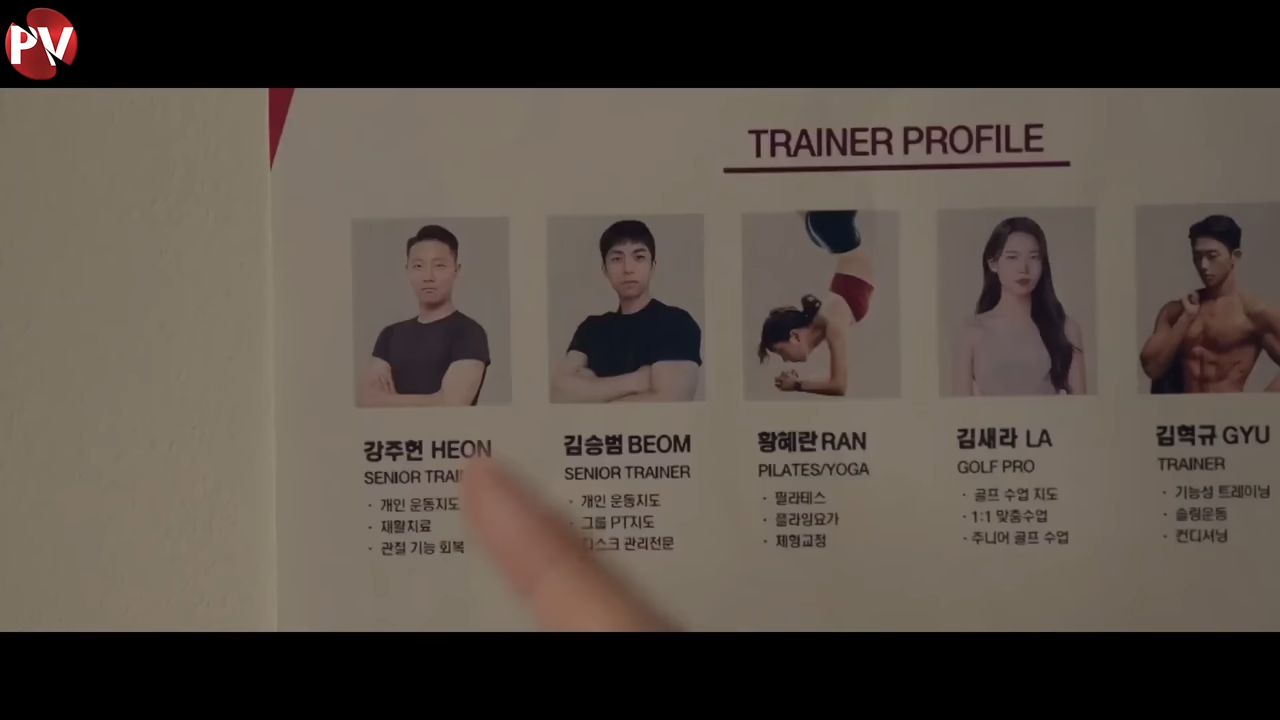 PV
TRAINER PROFILE
강주헌 HEON
SENIOR
· 개인 운동지도
· 재활치료
· 관절 기능 회복
김승범 BEOM
SENIOR TRAINER
· 개인 운동지도
· 그룹 PT지도
관리전문
황혜란 RAN
PILATES/YOGA
· 필라테스
· 플라잉요가
· 체형교정
김새라 LA
GOLF PRO
· 골프 수업 지도
· 1:1 맞춤수업
· 주니어 골프 수업
김혁규 GYU
TRAINER
· 기능성 트레이닝
· 슬링운동
· 컨디셔닝